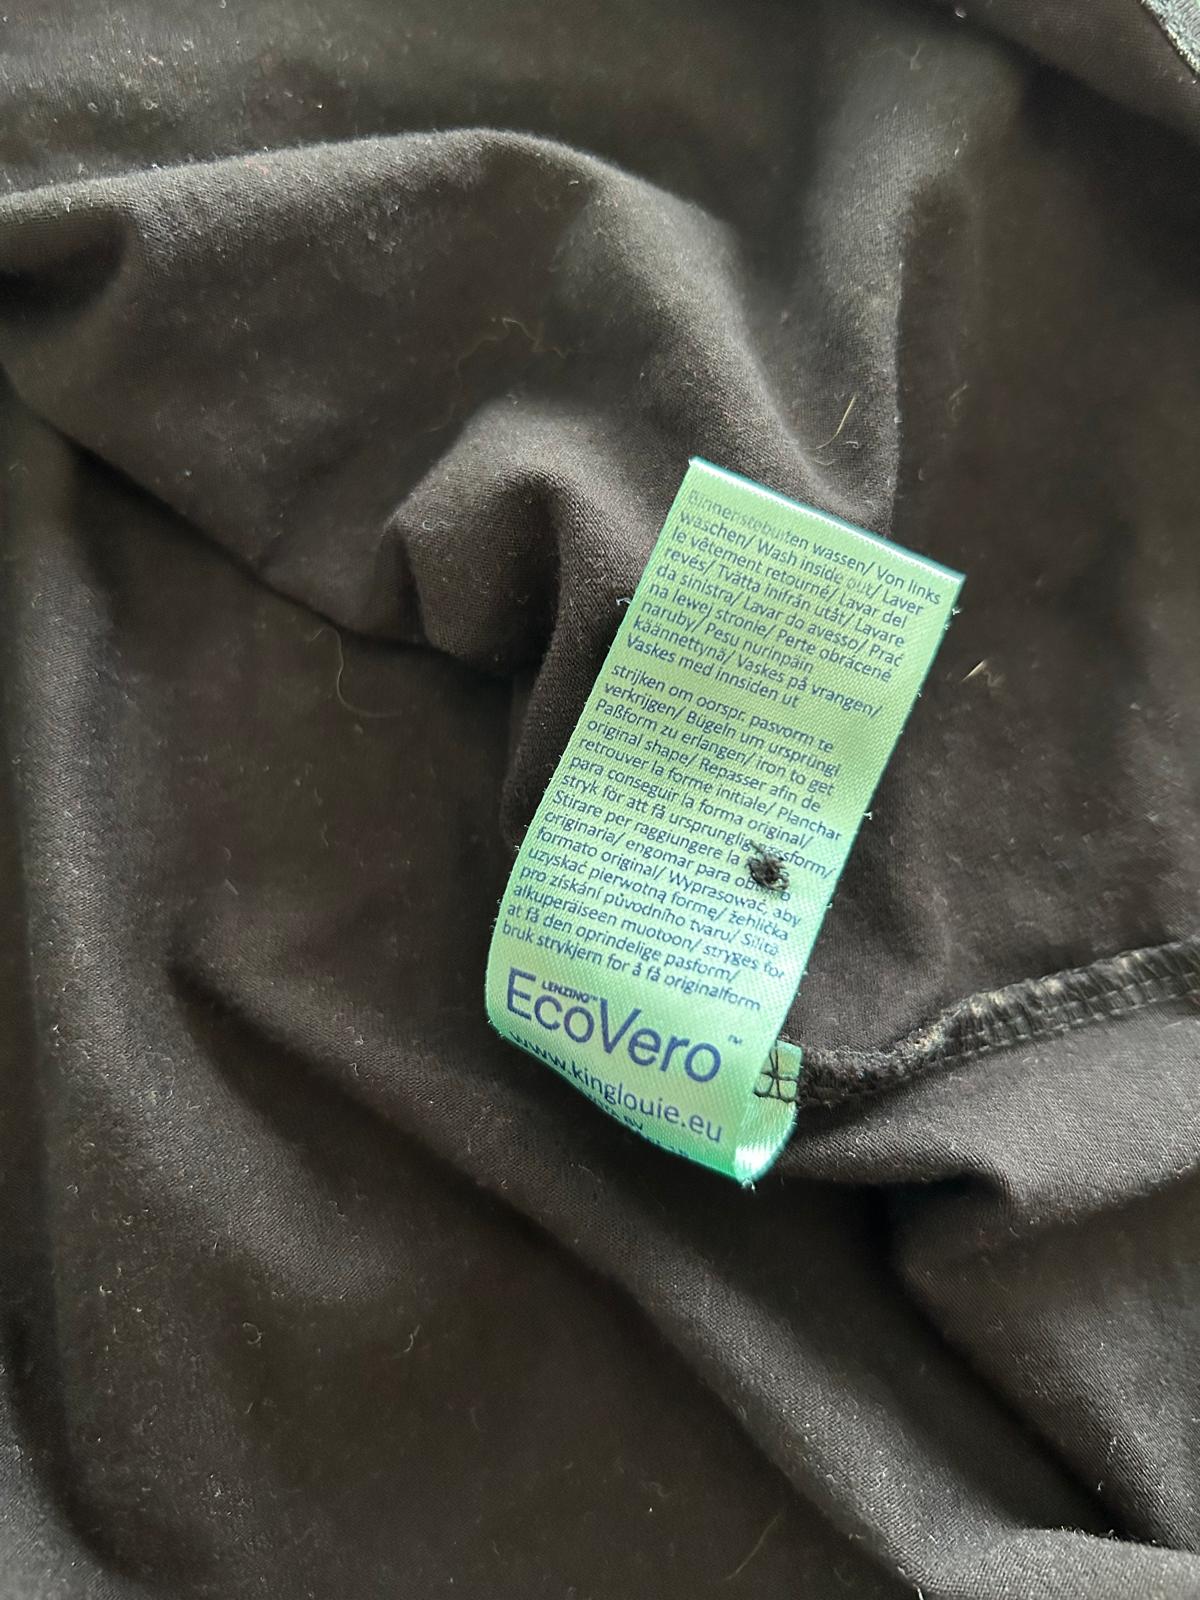 Binnenstebuiten wassen/ Von links
waschen/ Wash inside out/ Laver
le vêtement retourné/ Lavar del
revés/ Tvätta inifrån utåt/ Lavare
da sinistra/ Lavar do avesso/ Prać
na lewej stronie/ Perte obrácené
naruby/ Pesu nurinpäin
käännettynä/ Vaskes på vrangen/
Vaskes med innsiden ut
strijken om oorspr. pasvorm te
verkrijgen/ Bügeln um ursprüngl
Paßform zu erlangen/ iron to get
original shape/ Repasser afin de
retrouver la forme initiale/ Planchar
para conseguir la forma original/
stryk för att få ursprunglig
Stirare per raggiungere la
originaria/ engomar para
formato original/ Wyprasować, aby
uzyskać pierwotną formę/ žehlička
pro získání původního tvaru/ Silitä
alkuperäiseen muotoon/ stryges for
at få den oprindelige pasform/
bruk strykjern for å få originalform
LENZING™
EcoVero™
www.kinglouie.eu